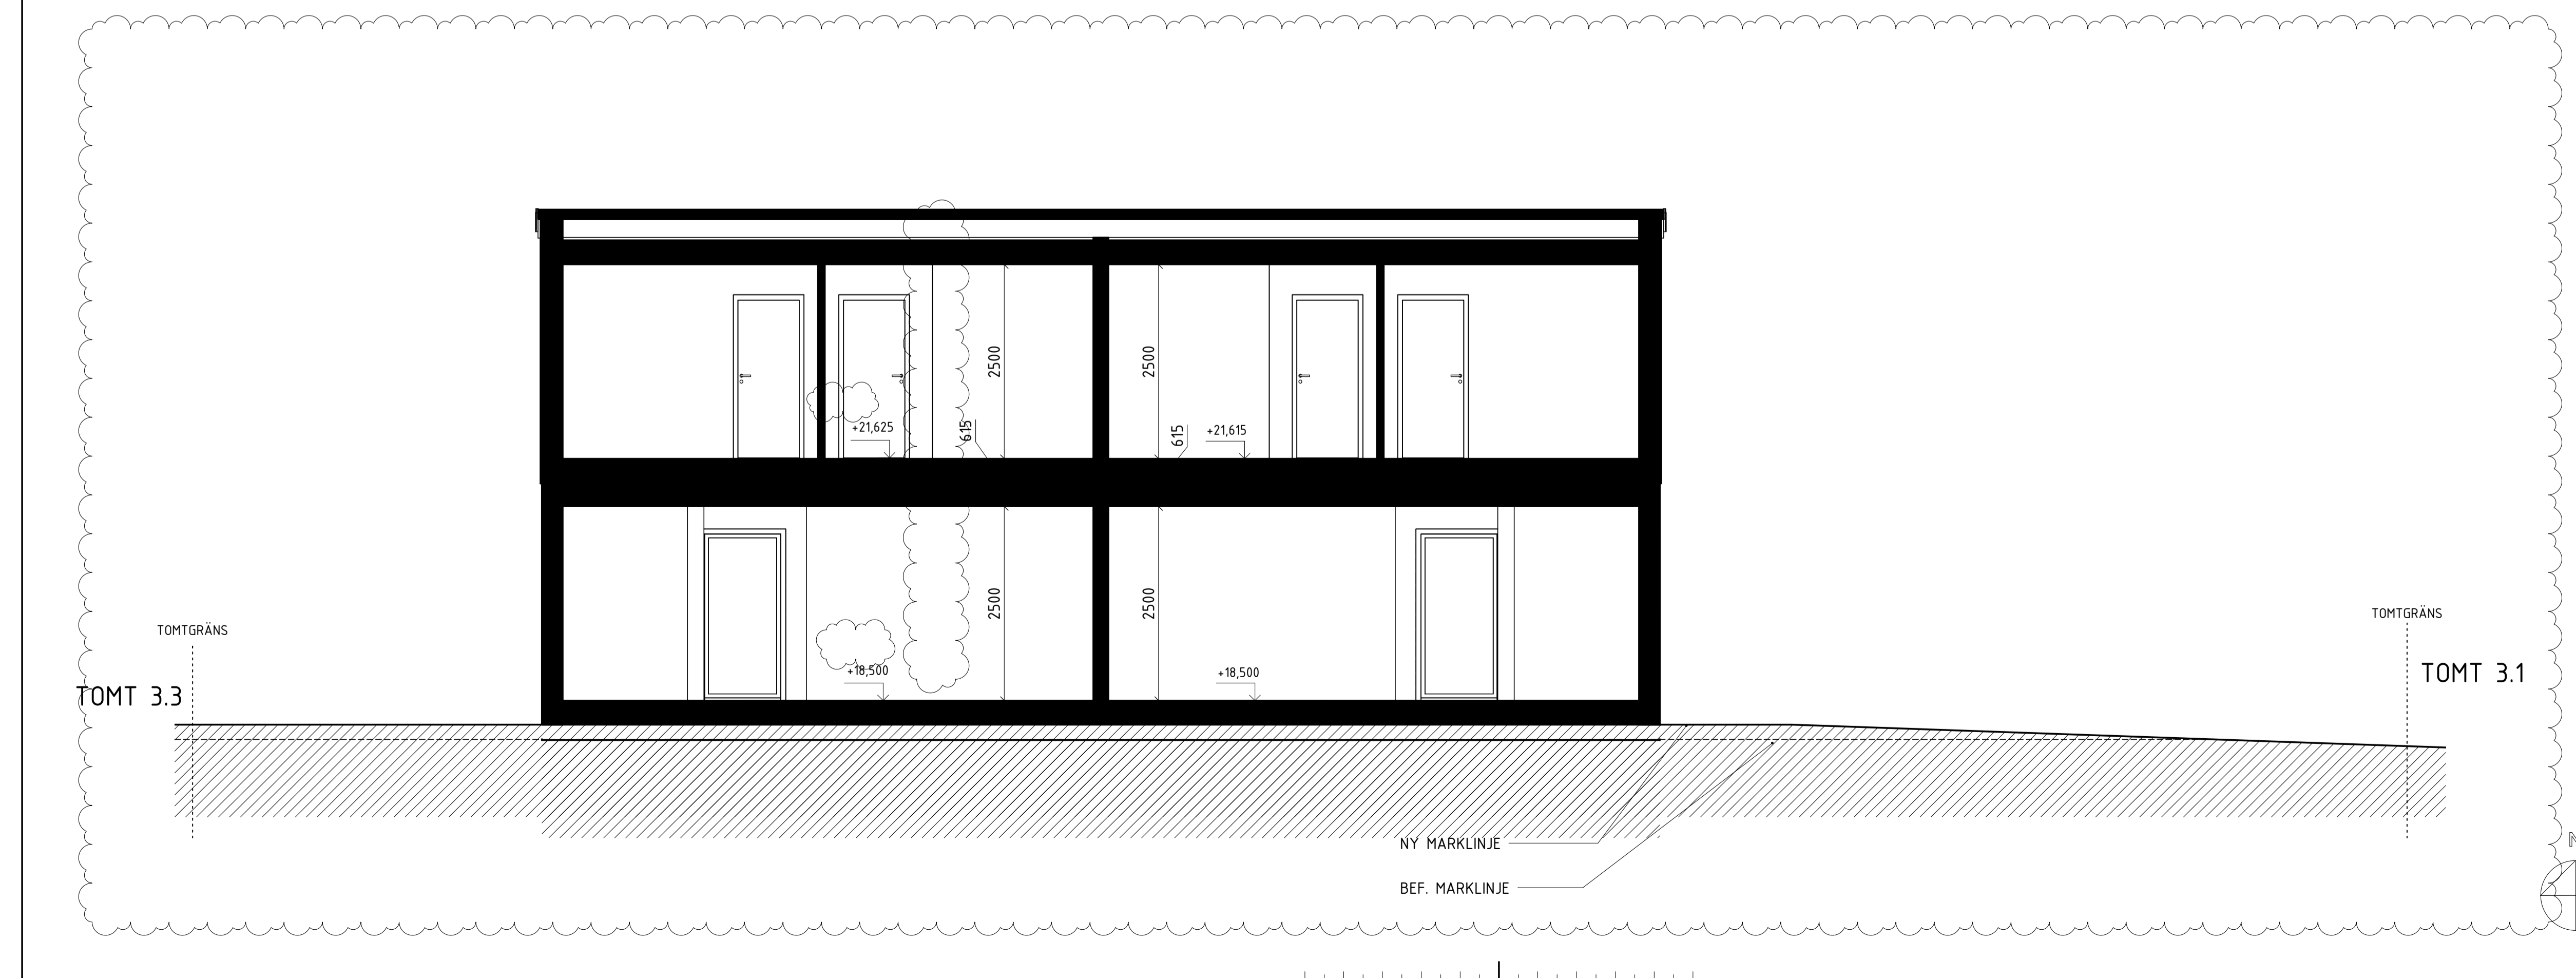 2500
2500
+21,625
615
615
+21,615
2500
2500
+18,500
+18,500
TOMTGRÄNS
TOMTGRÄNS
TOMT 3.3
TOMT 3.1
NY MARKLINJE
BEF. MARKLINJE